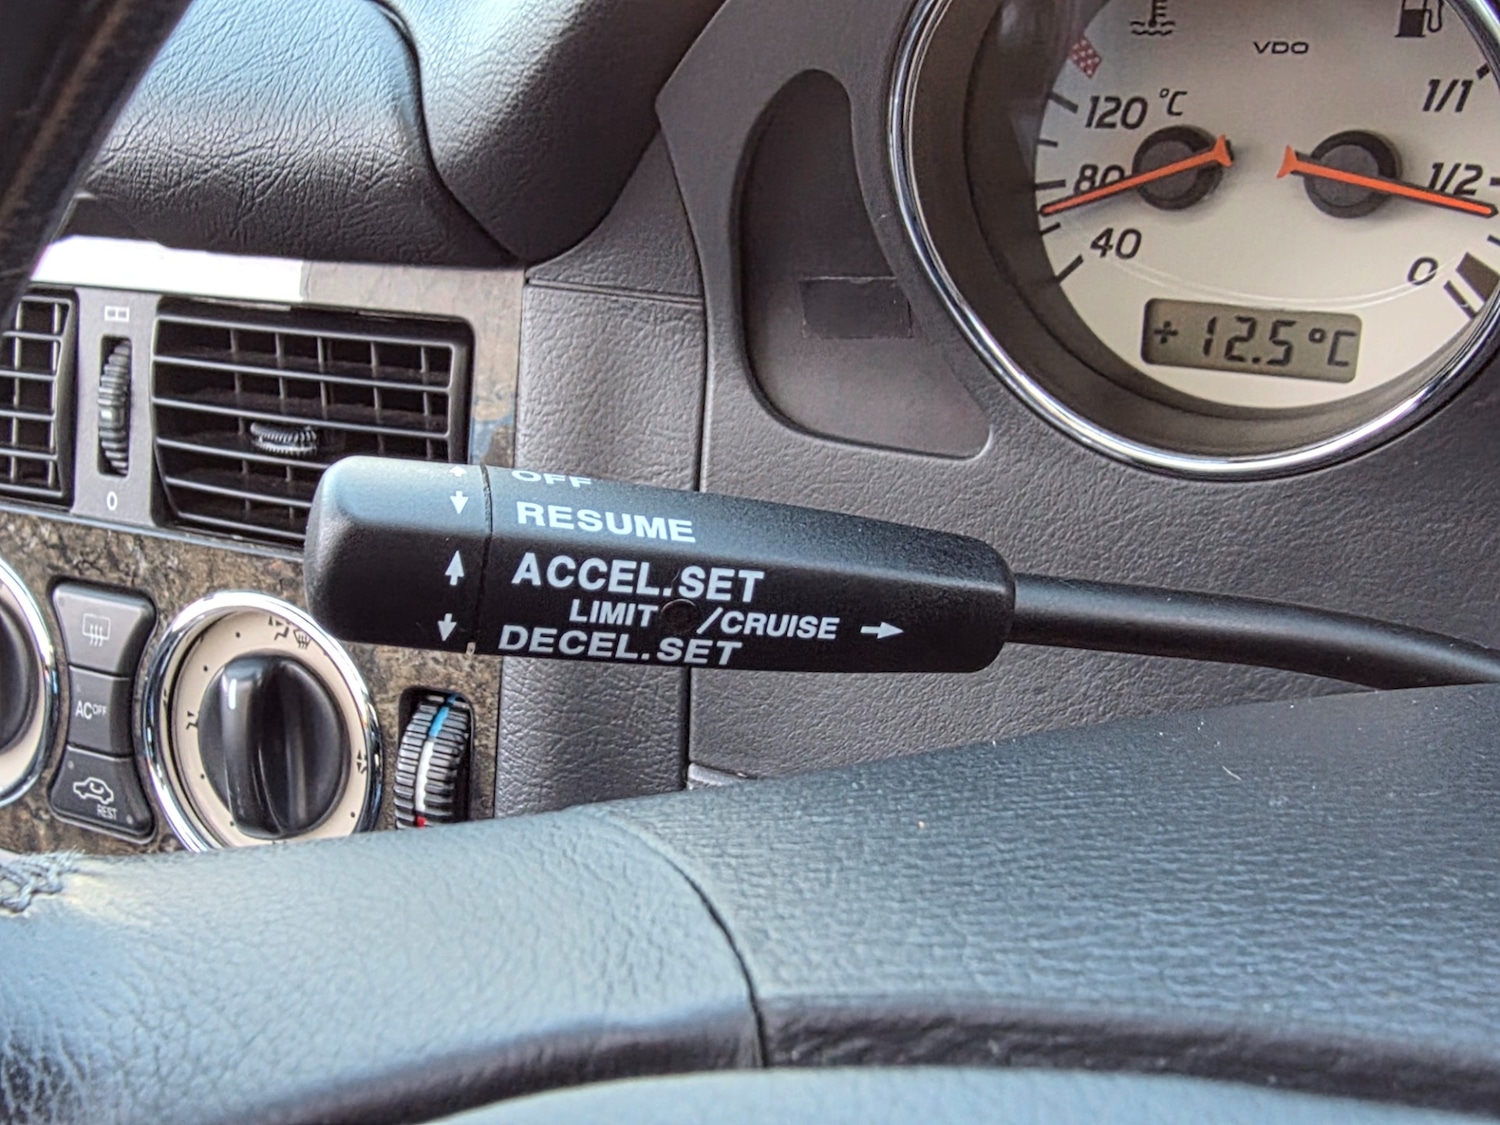 VDO
120 °C
80
40
1/1
1/2
0
+12.5°C
0
OFF
RESUME
ACCEL.SET
LIMIT /CRUISE
DECEL.SET
AC OFF
REST